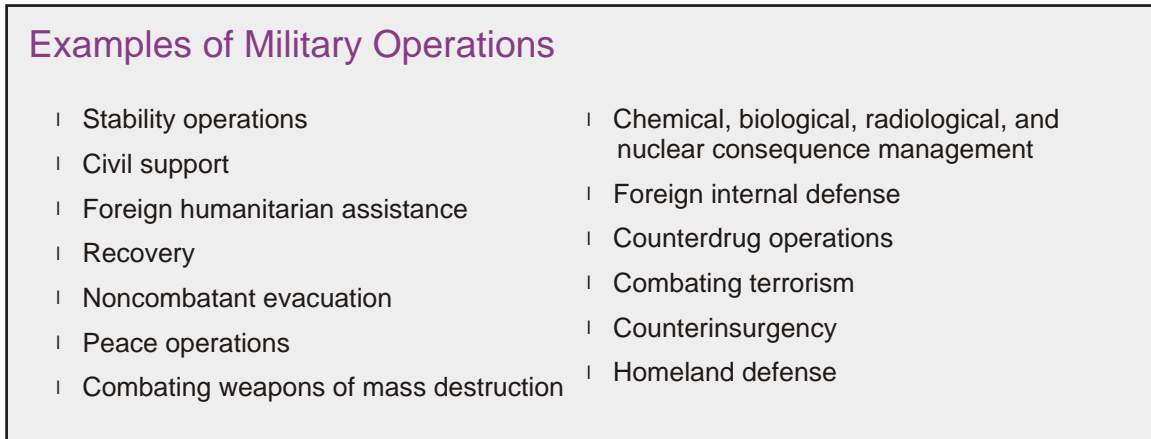 Examples of Military Operations
l Stability operations
l Civil support
l Foreign humanitarian assistance
l Recovery
l Noncombatant evacuation
l Peace operations
l Combating weapons of mass destruction
l Chemical, biological, radiological, and
nuclear consequence management
l Foreign internal defense
l Counterdrug operations
l Combating terrorism
l Counterinsurgency
l Homeland defense